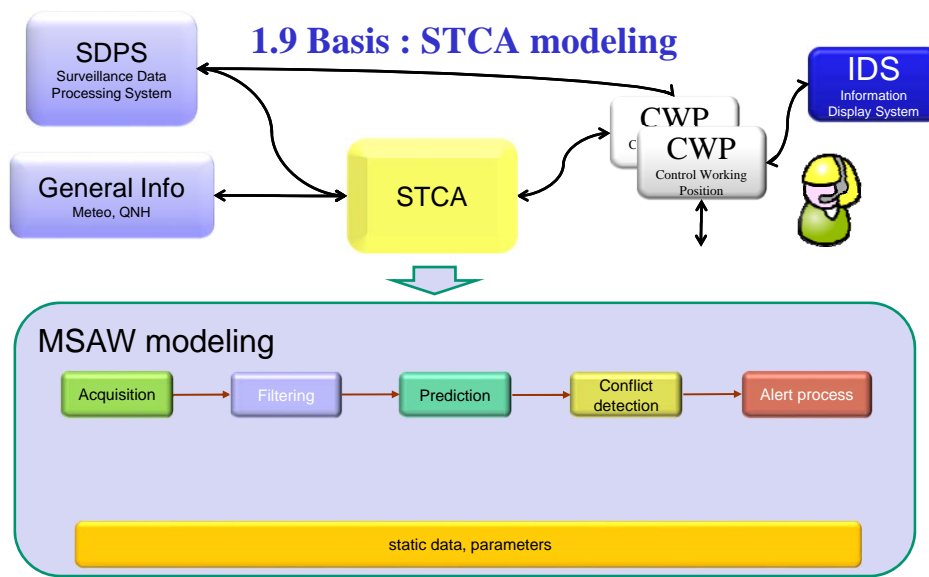 1.9 Basis : STCA modeling
SDPS
Surveillance Data
Processing System
IDS
Information
Display System
CWP
C
CWP
Control Working
Position
General Info
Meteo, QNH
STCA
MSAW modeling
Acquisition
Filtering
Prediction
Conflict
detection
Alert process
static data, parameters